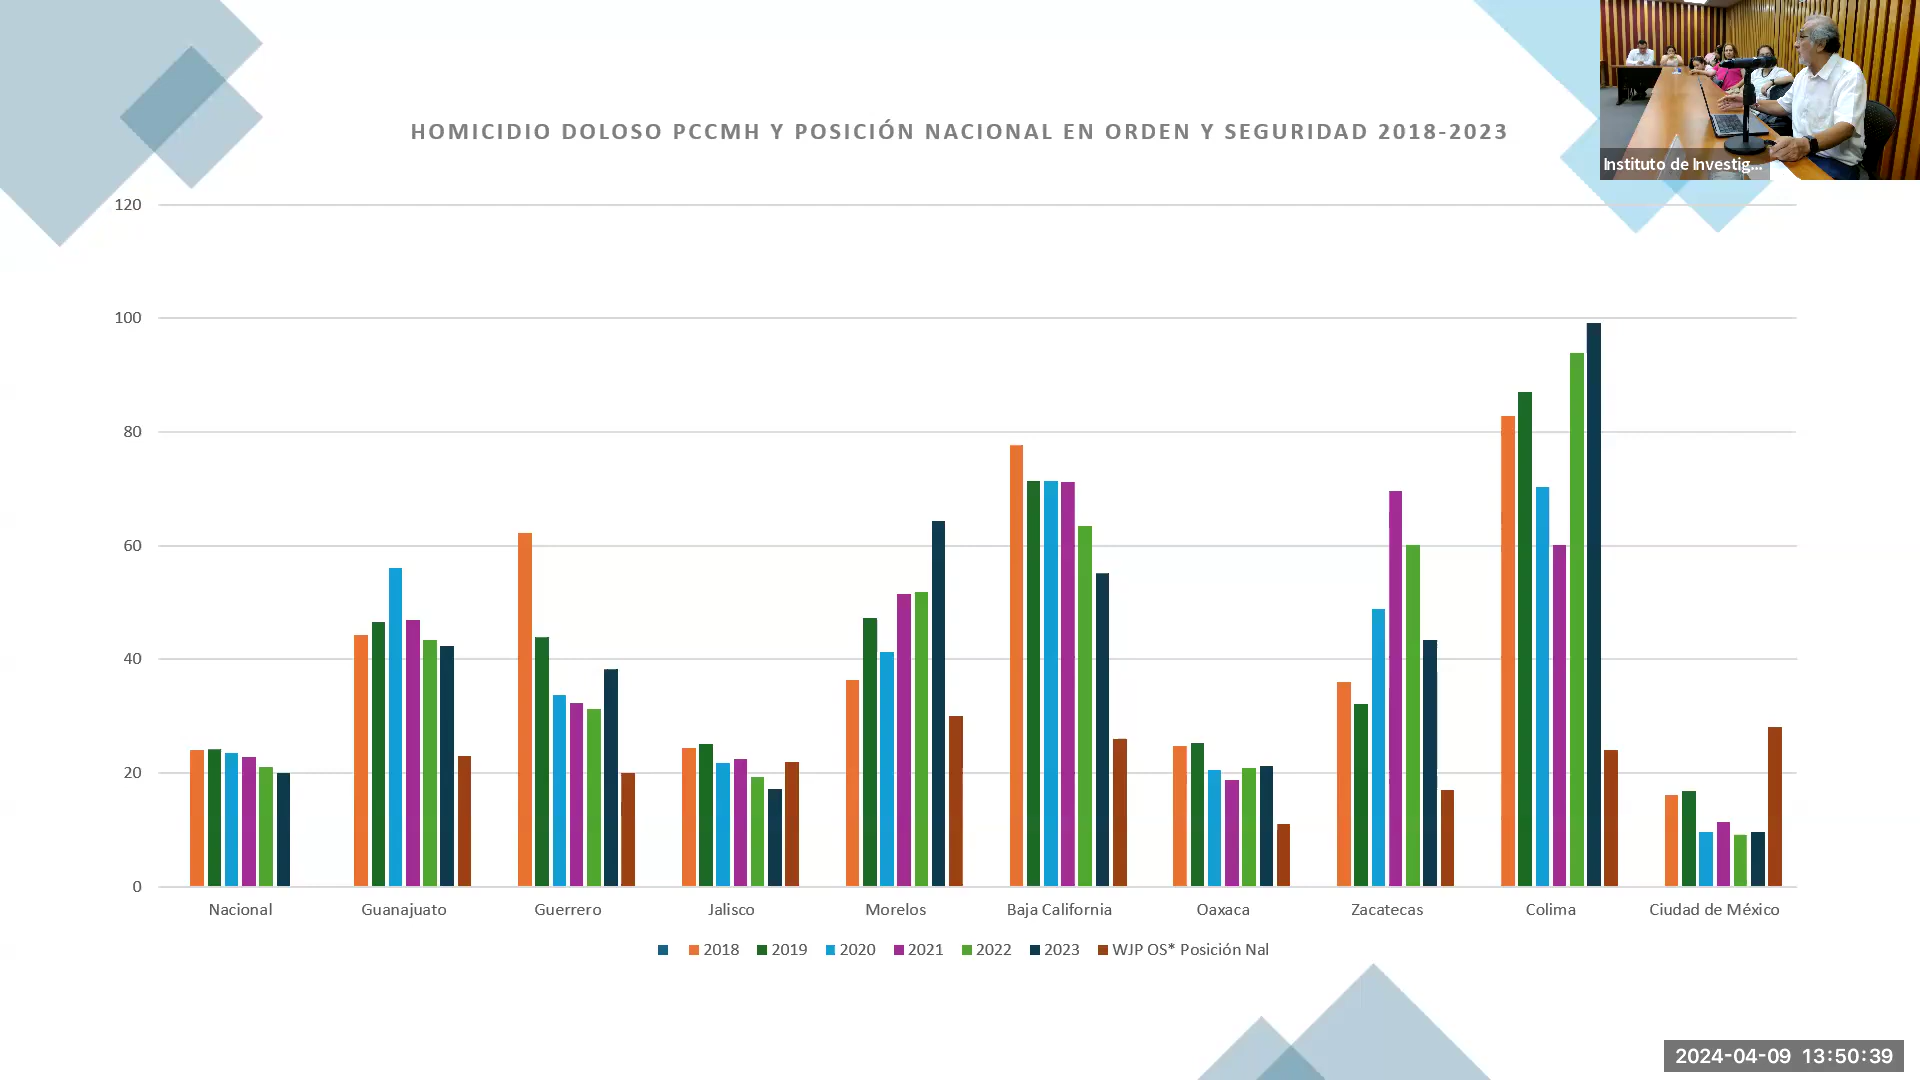 HOMICIDIO DOLOSO PCCMH Y POSICIÓN NACIONAL EN ORDEN Y SEGURIDAD 2018-2023
Instituto de Investig...
120
100
80
60
40
20
0
Nacional Guanajuato Guerrero Jalisco Morelos Baja California Oaxaca Zacatecas Colima Ciudad de México
2018 2019 2020 2021 2022 2023 WJP OS* Posición Nal
2024-04-09 13:50:39